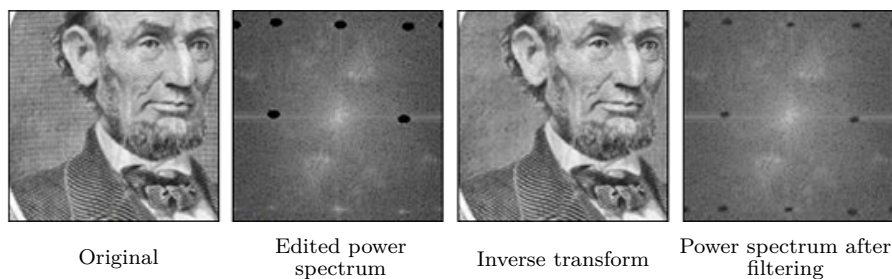 Original
Edited power
spectrum
Inverse transform
Power spectrum after
filtering